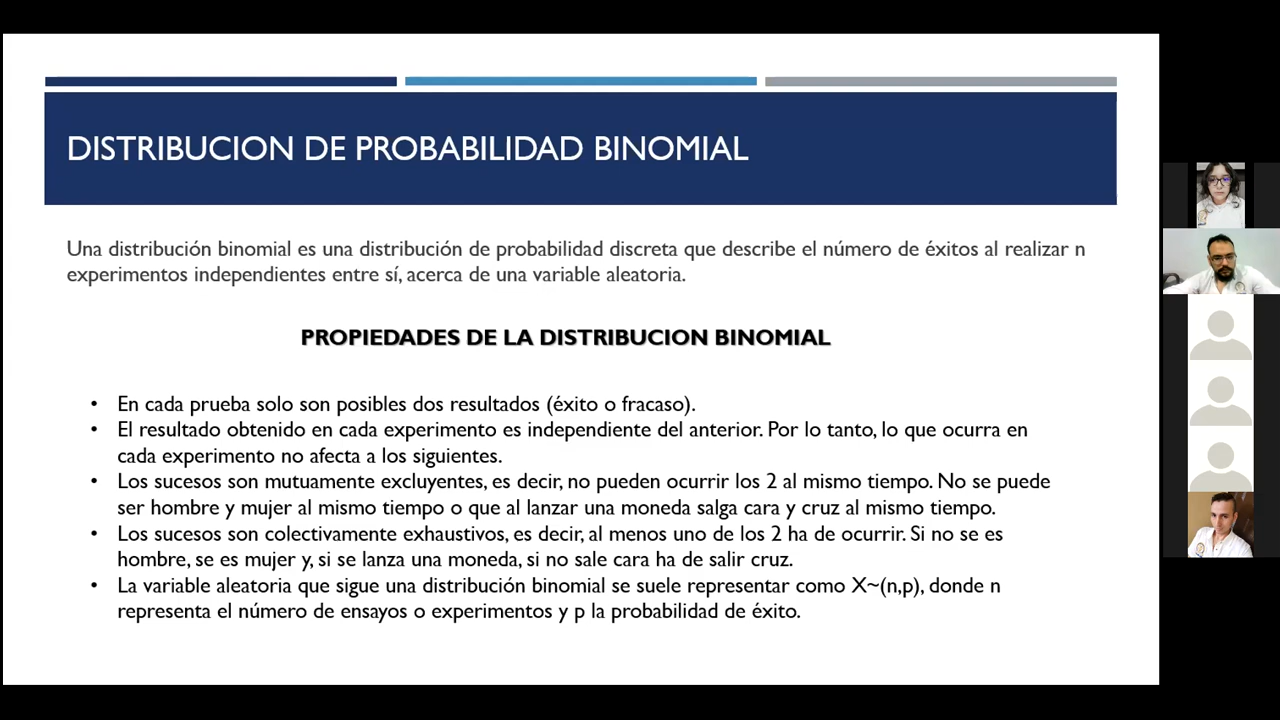 DISTRIBUCION DE PROBABILIDAD BINOMIAL
Una distribución binomial es una distribución de probabilidad discreta que describe el número de éxitos al realizar n
experimentos independientes entre sí, acerca de una variable aleatoria.
PROPIEDADES DE LA DISTRIBUCION BINOMIAL
• En cada prueba solo son posibles dos resultados (éxito o fracaso).
• El resultado obtenido en cada experimento es independiente del anterior. Por lo tanto, lo que ocurra en
cada experimento no afecta a los siguientes.
• Los sucesos son mutuamente excluyentes, es decir, no pueden ocurrir los 2 al mismo tiempo. No se puede
ser hombre y mujer al mismo tiempo o que al lanzar una moneda salga cara y cruz al mismo tiempo.
• Los sucesos son colectivamente exhaustivos, es decir, al menos uno de los 2 ha de ocurrir. Si no se es
hombre, se es mujer y, si se lanza una moneda, si no sale cara ha de salir cruz.
• La variable aleatoria que sigue una distribución binomial se suele representar como X~(n,p), donde n
representa el número de ensayos o experimentos y p la probabilidad de éxito.